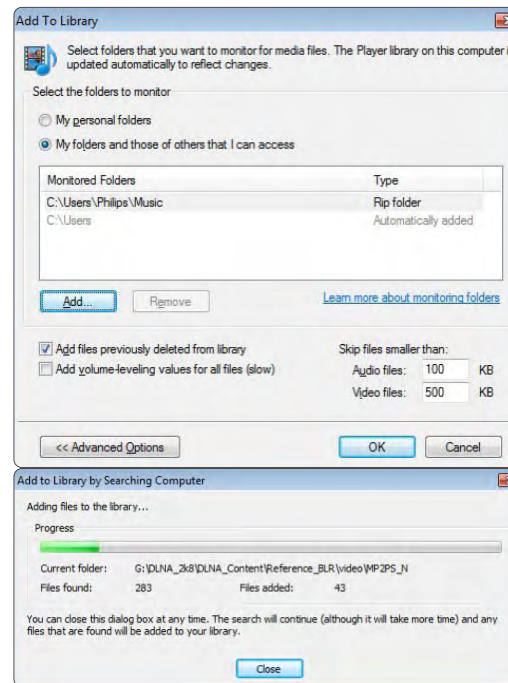 Add To Library
Select folders that you want to monitor for media files. The Player library on this computer
updated automatically to reflect changes.
Select the folders to monitor
My personal folders
My folders and those of others that I can access
Monitored Folders Type
C:\Users\Philips\Music Rip folder
C:\Users Automatically added
Add... Remove Learn more about monitoring folders
Add files previously deleted from library Skip files smaller than:
Add volume-leveling values for all files (slow) Audio files: 100 KB
Video files: 500 KB
<< Advanced Options OK Cancel
Add to Library by Searching Computer
Adding files to the library...
Progress
Current folder: G:\DLNA_2k8\DLNA_Content\Reference_BLR\video\MP2PS_N
Files found: 283 Files added: 43
You can close this dialog box at any time. The search will continue (although it will take more time) and any
files that are found will be added to your library.
Close